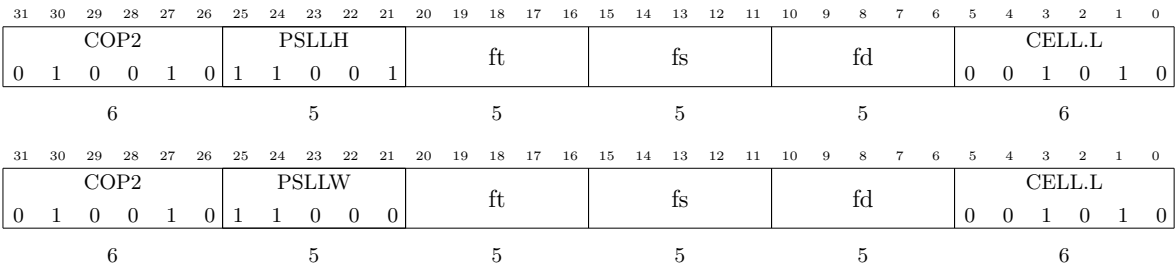 31 30 29 28 27 26 25 24 23 22 21 20 19 18 17 16 15 14 13 12 11 10 9 8 7 6 5 4 3 2 1 0
COP2 PSLLH ft fs fd CELL.L
0 1 0 0 1 0 1 1 0 0 1 0 0 1 0 1 0
6 5 5 5 5 6
31 30 29 28 27 26 25 24 23 22 21 20 19 18 17 16 15 14 13 12 11 10 9 8 7 6 5 4 3 2 1 0
COP2 PSLLW ft fs fd CELL.L
0 1 0 0 1 0 1 1 0 0 0 0 0 1 0 1 0
6 5 5 5 5 6